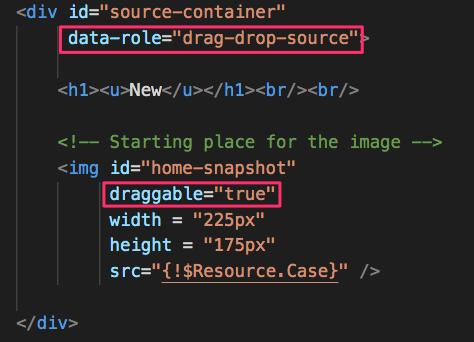 <div id="source-container"
data-role="drag-drop-source">
<h1><u>New</u></h1><br/><br/>
<!-- Starting place for the image -->
<img id="home-snapshot"
draggable="true"
width = "225px"
height = "175px"
src="{!$Resource.Case}" />
</div>